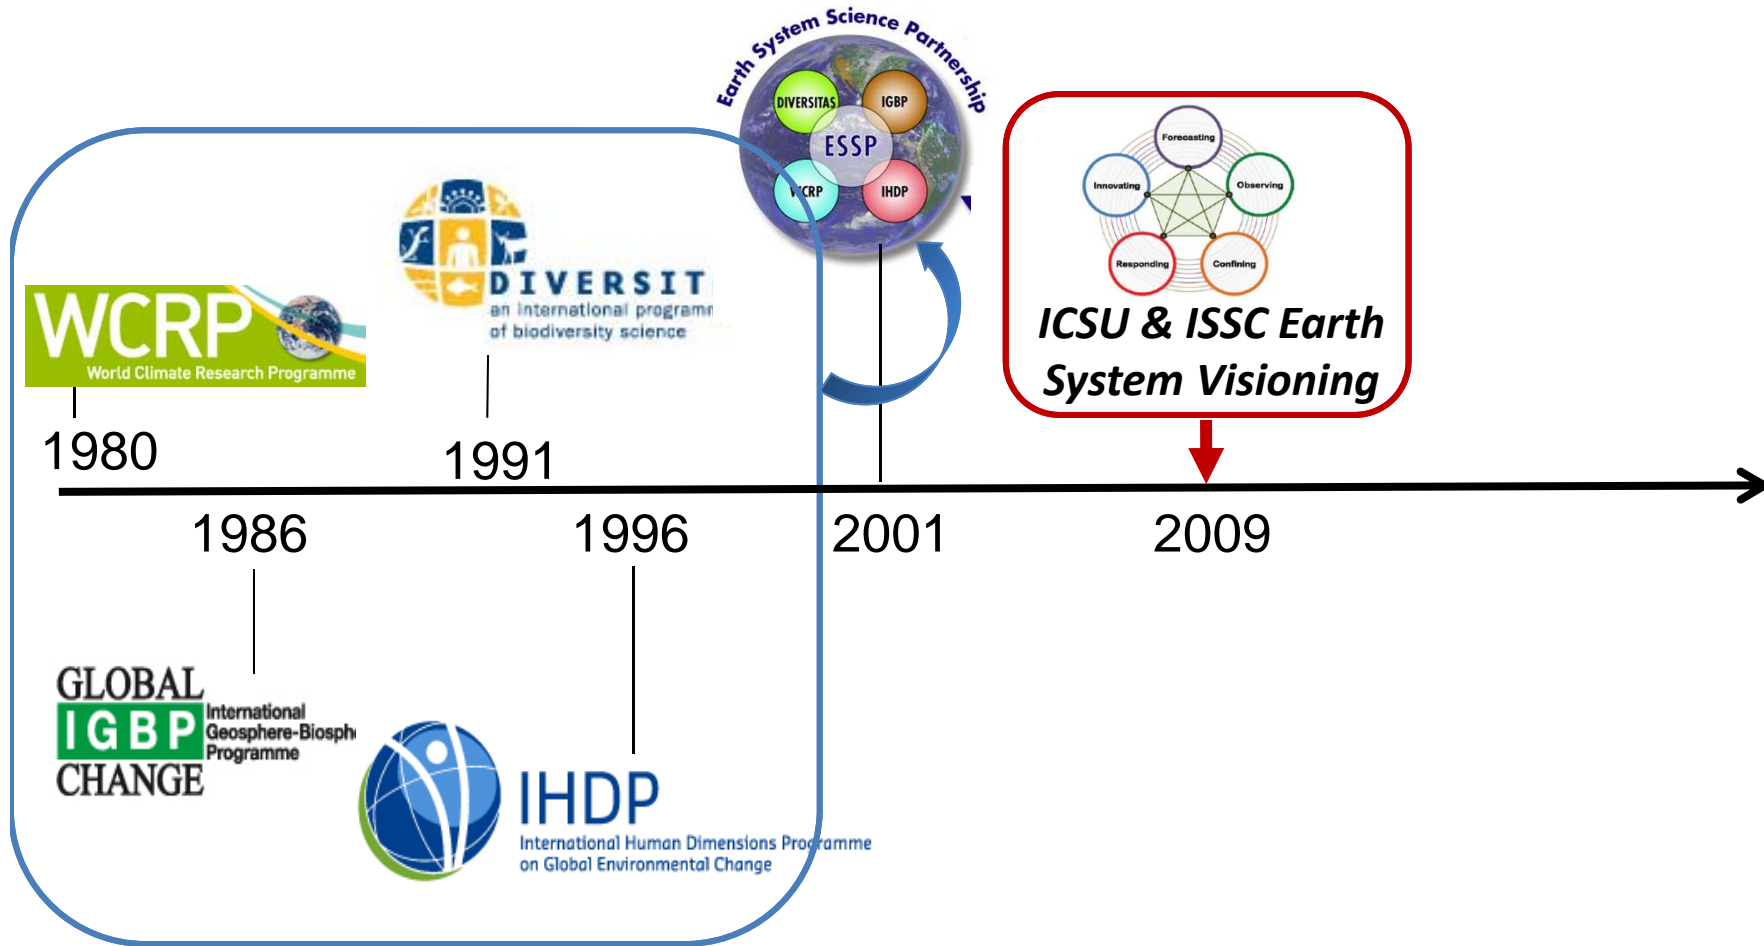 Earth System Science Partnership
DIVERSITAS
IGBP
ESSP
WCRP
IHDP
Forecasting
Innovating
Observing
Responding
Confining
ICSU & ISSC Earth
System Visioning
DIVERSIT
an international programm
of biodiversity science
WCRP
World Climate Research Programme
1980
1991
1986
1996
2001
2009
GLOBAL
IGBP
CHANGE
International
Geosphere-Biosph
Programme
IHDP
International Human Dimensions Programme
on Global Environmental Change